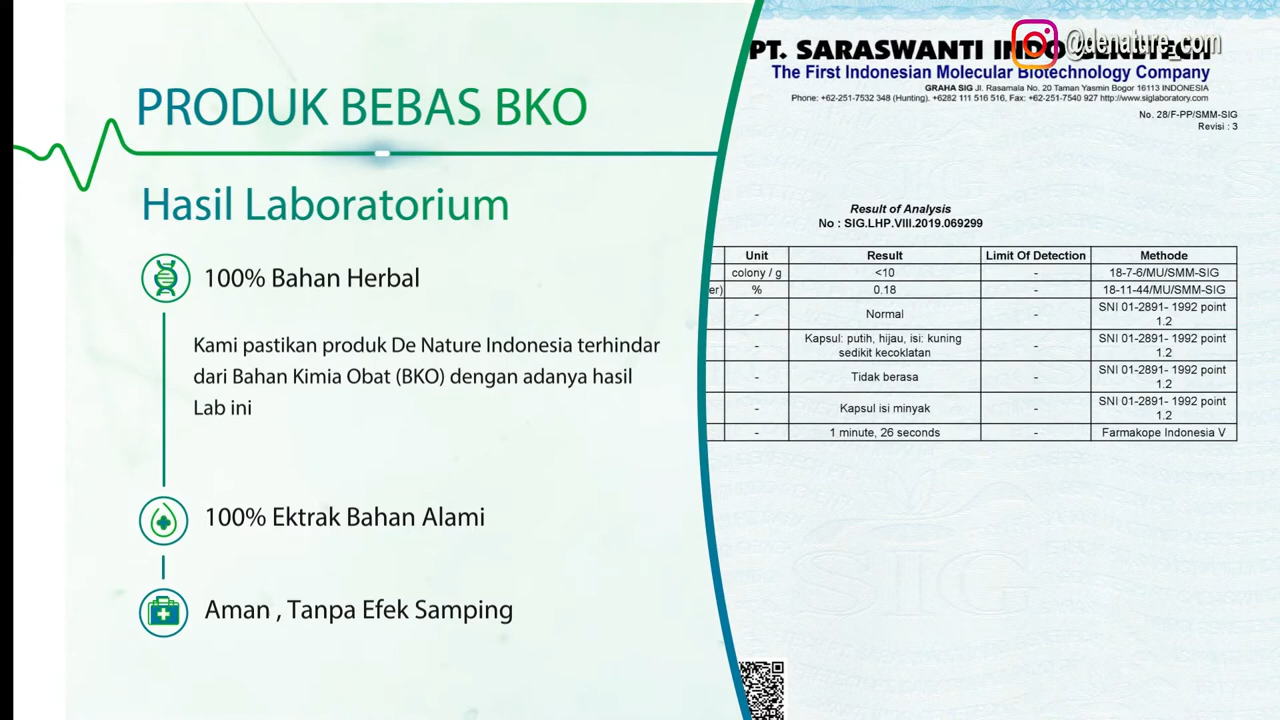 PRODUK BEBAS BKO
Hasil Laboratorium
100% Bahan Herbal
Kami pastikan produk De Nature Indonesia terhindar
dari Bahan Kimia Obat (BKO) dengan adanya hasil
Lab ini
100% Ektrak Bahan Alami
Aman , Tanpa Efek Samping
@denature_com
PT. SARASWANTI INDO GENETECH
The First Indonesian Molecular Biotechnology Company
GRAHA SIG Jl. Rasamala No. 20 Taman Yasmin Bogor 16113 INDONESIA
Phone: +62-251-7532 348 (Hunting). +6282 111 516 516, Fax: +62-251-7540 927 http://www.siglaboratory.com
No. 28/F-PP/SMM-SIG
Revisi : 3
Result of Analysis
No : SIG.LHP.VIII.2019.069299
Unit Result Limit Of Detection Methode
colony / g <10 - 18-7-6/MU/SMM-SIG
er) % 0.18 - 18-11-44/MU/SMM-SIG
- Normal - SNI 01-2891- 1992 point
1.2
- Kapsul: putih, hijau, isi: kuning - SNI 01-2891- 1992 point
sedikit kecoklatan 1.2
- Tidak berasa - SNI 01-2891- 1992 point
1.2
- Kapsul isi minyak - SNI 01-2891- 1992 point
1.2
- 1 minute, 26 seconds - Farmakope Indonesia V
SIG